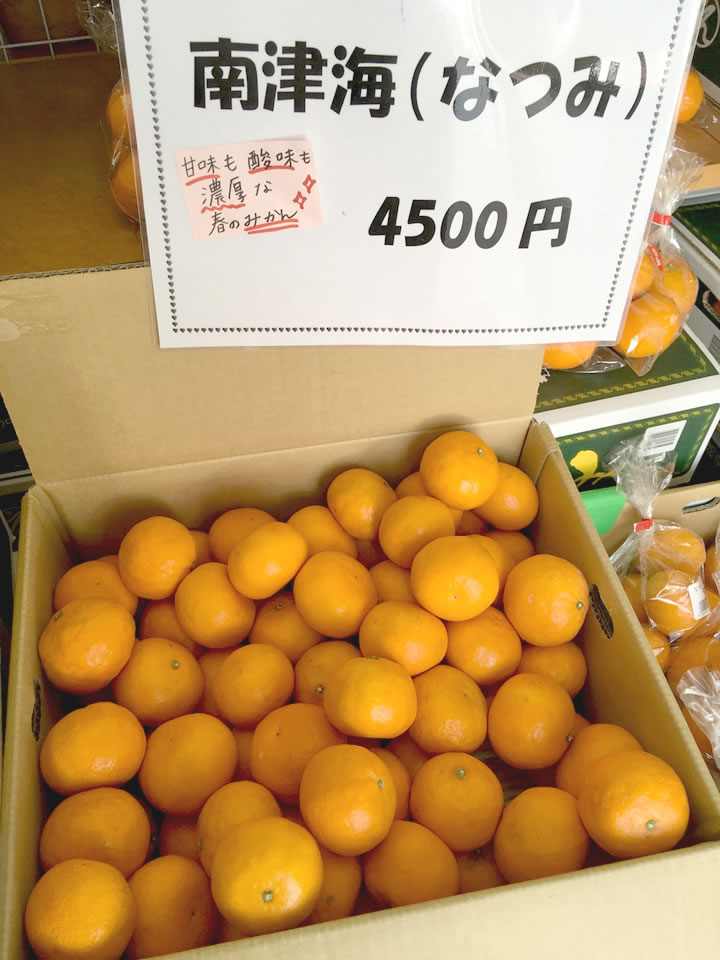 南津海(なつみ)
甘味も酸味も
濃厚な
春のみかん
4500円